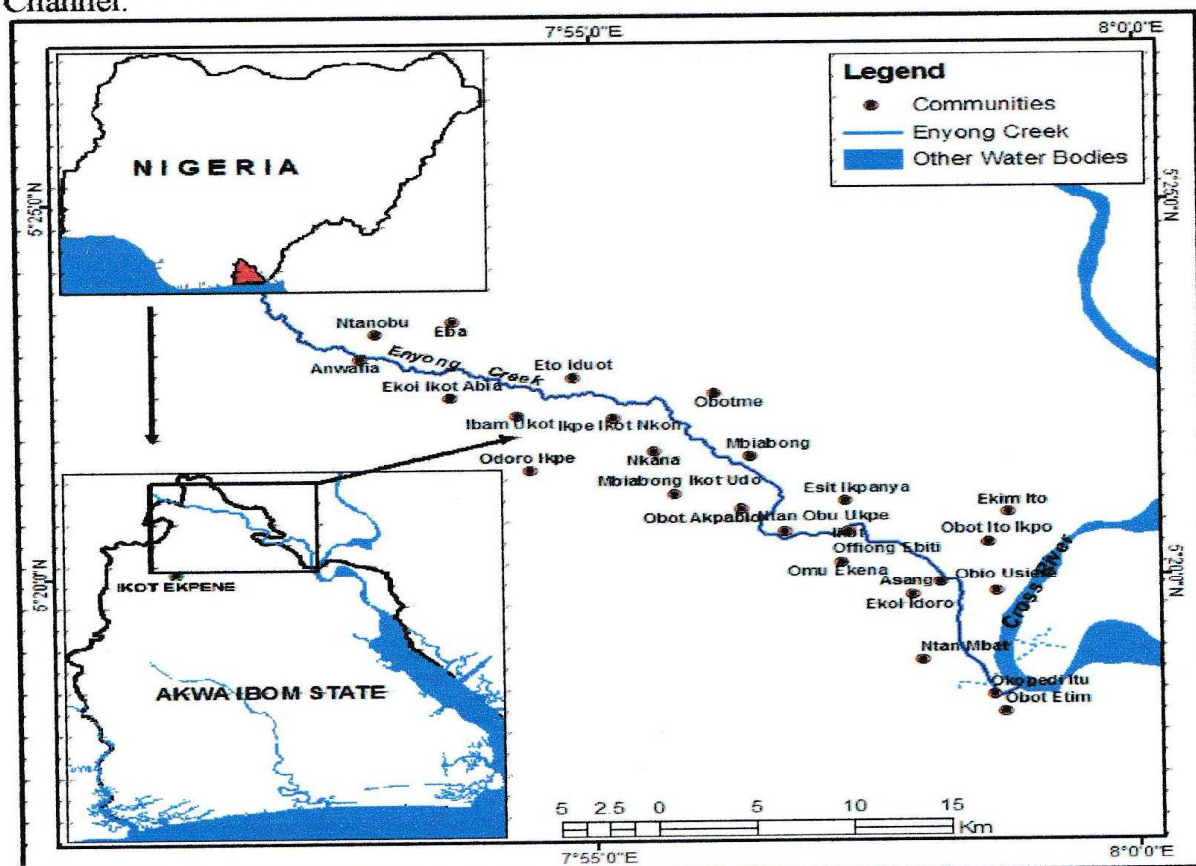 Channel.
7°55'0"E
8°0'0"E
Legend
Communities
Enyong Creek
Other Water Bodies
NIGERIA
5°25'0"N
5°25'0"N
Ntanobu
Eba
Anwafia
Enyong Creek
Eto Iduot
Ekoi Ikot Abia
Obotme
Ibam Ukot
Ikpe Ikot Nkon
Odoro Ikpe
Nkana
Mbiabong
Mbiabong Ikot Udo
Esit Ikpanya
Ekim Ito
Obot Akpabio
Obu Ukpe
Obot Ito Ikpo
Ikot
Offiong Ebiti
Omu Ekena
Asang
Obio Usiere
Ekoi Idoro
Cross River
5°20'0"N
5°20'0"N
IKOT EKPENE
Ntan Mbat
AKWA IBOM STATE
Okopedi Itu
Obot Etim
5 2.5 0 5 10 15
Km
7°55'0"E
8°0'0"E